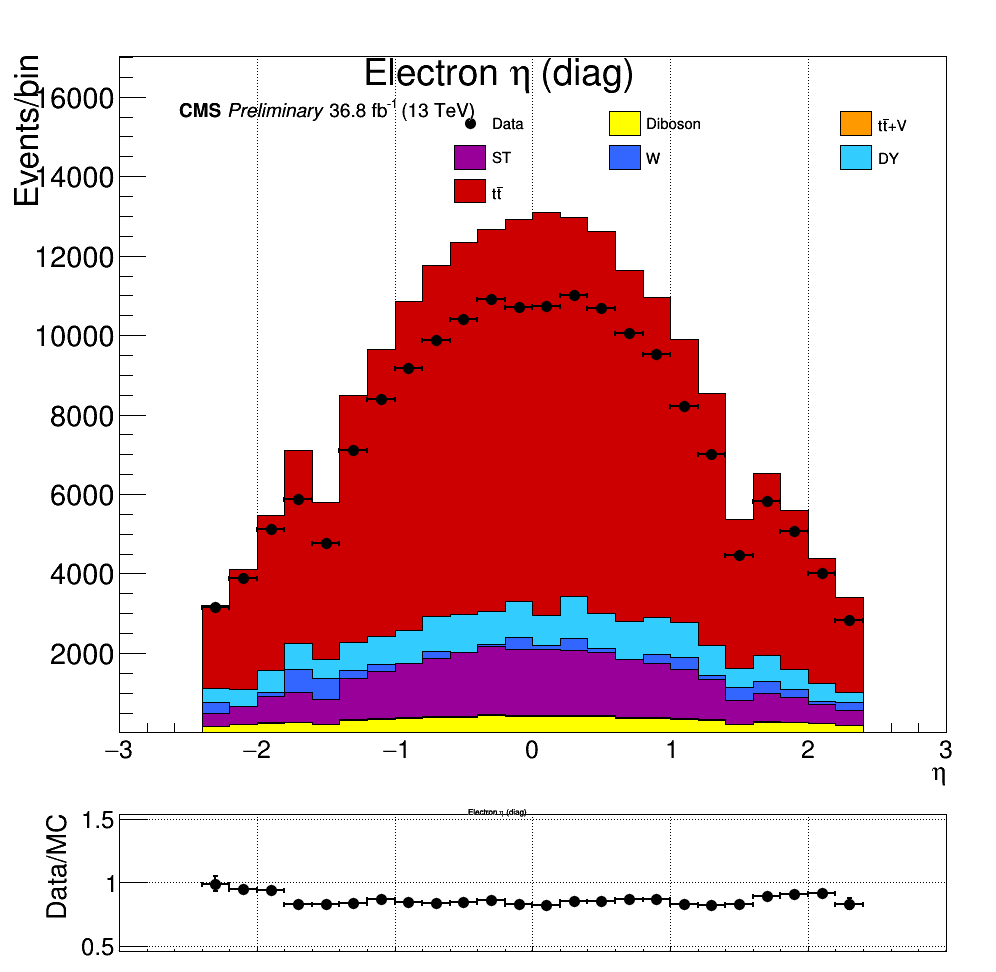 Electron η (diag)
CMS Preliminary 36.8 fb⁻¹ (13 TeV)
Events/bin
Data
Diboson
tt̄+V
ST
W
DY
tt̄
16000
14000
12000
10000
8000
6000
4000
2000
−3 −2 −1 0 1 2 3
η
Electron η (diag)
Data/MC
1.5
1
0.5